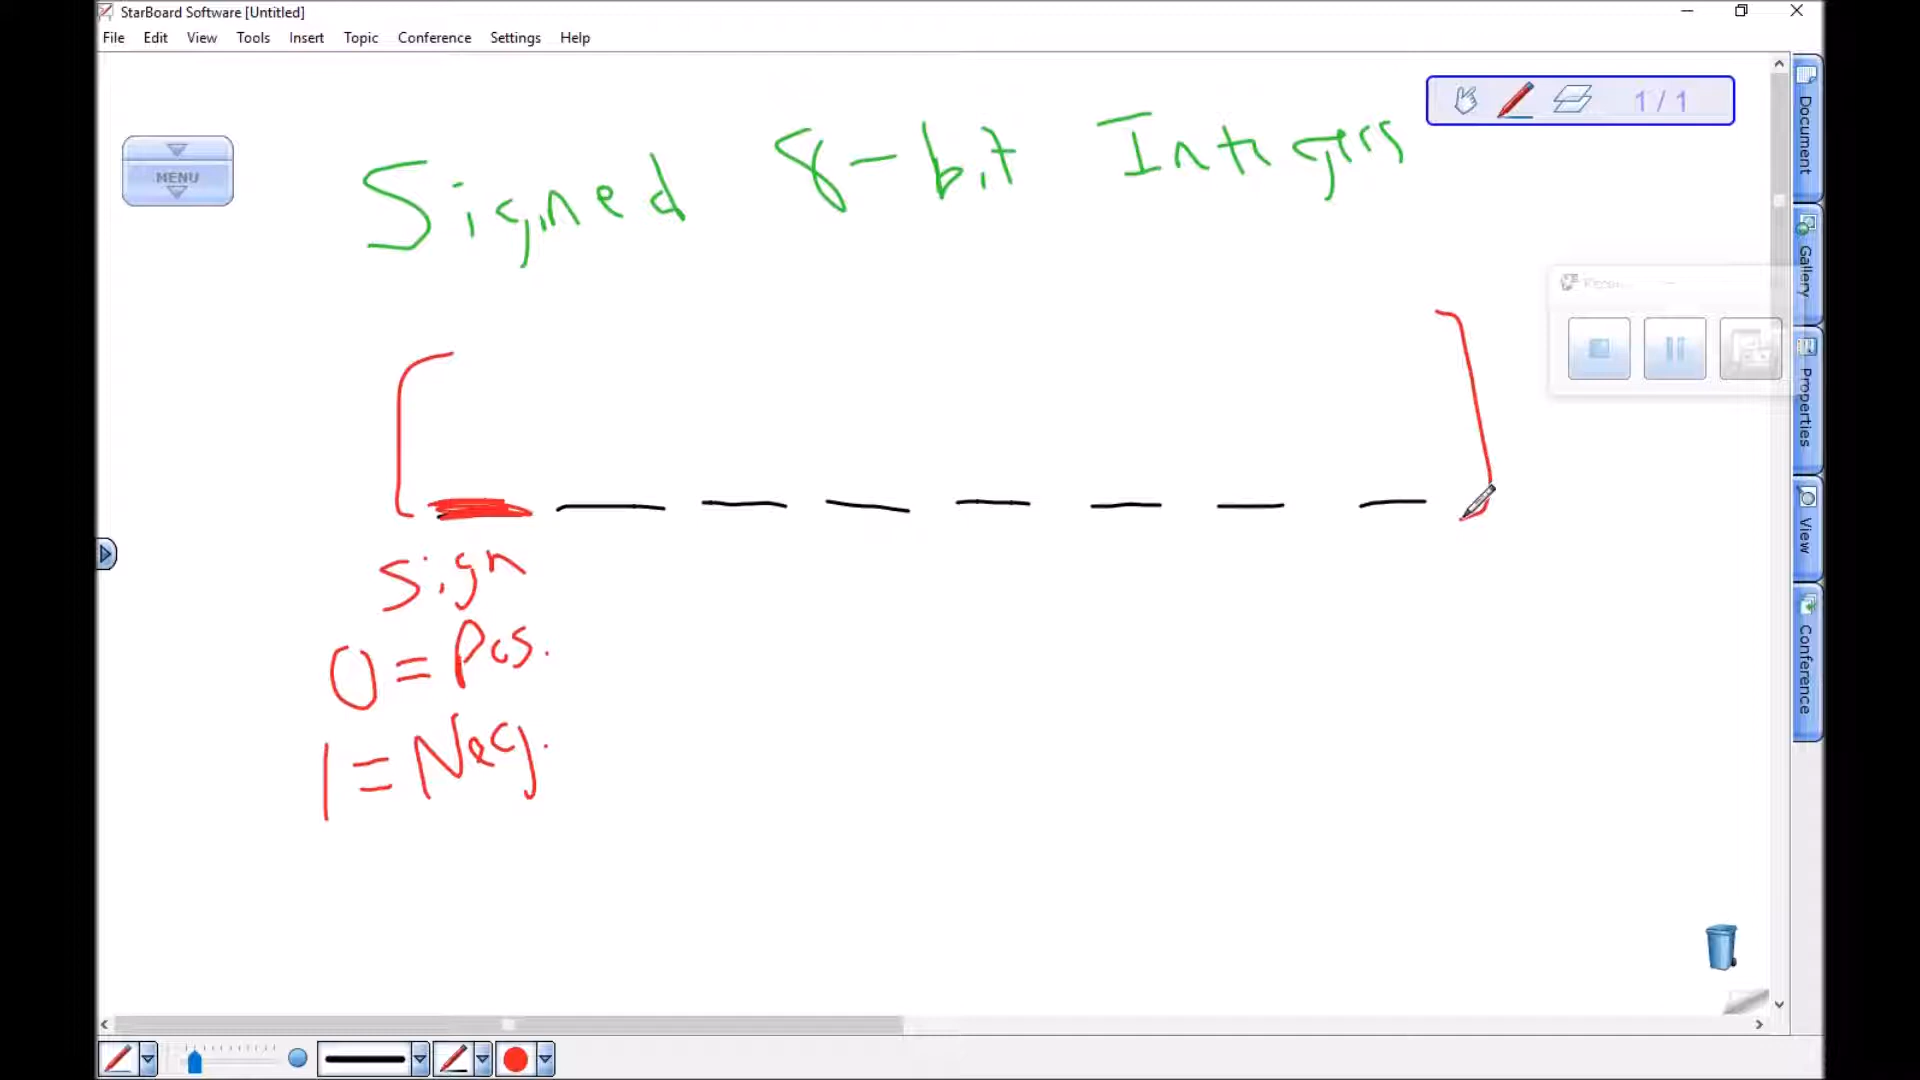 StarBoard Software [Untitled]
File Edit View Tools Insert Topic Conference Settings Help
1 / 1
MENU
Signed 8-bit Integers
Document
Gallery
Properties
View
Conference
Sign
0 = Pos.
1 = Neg.